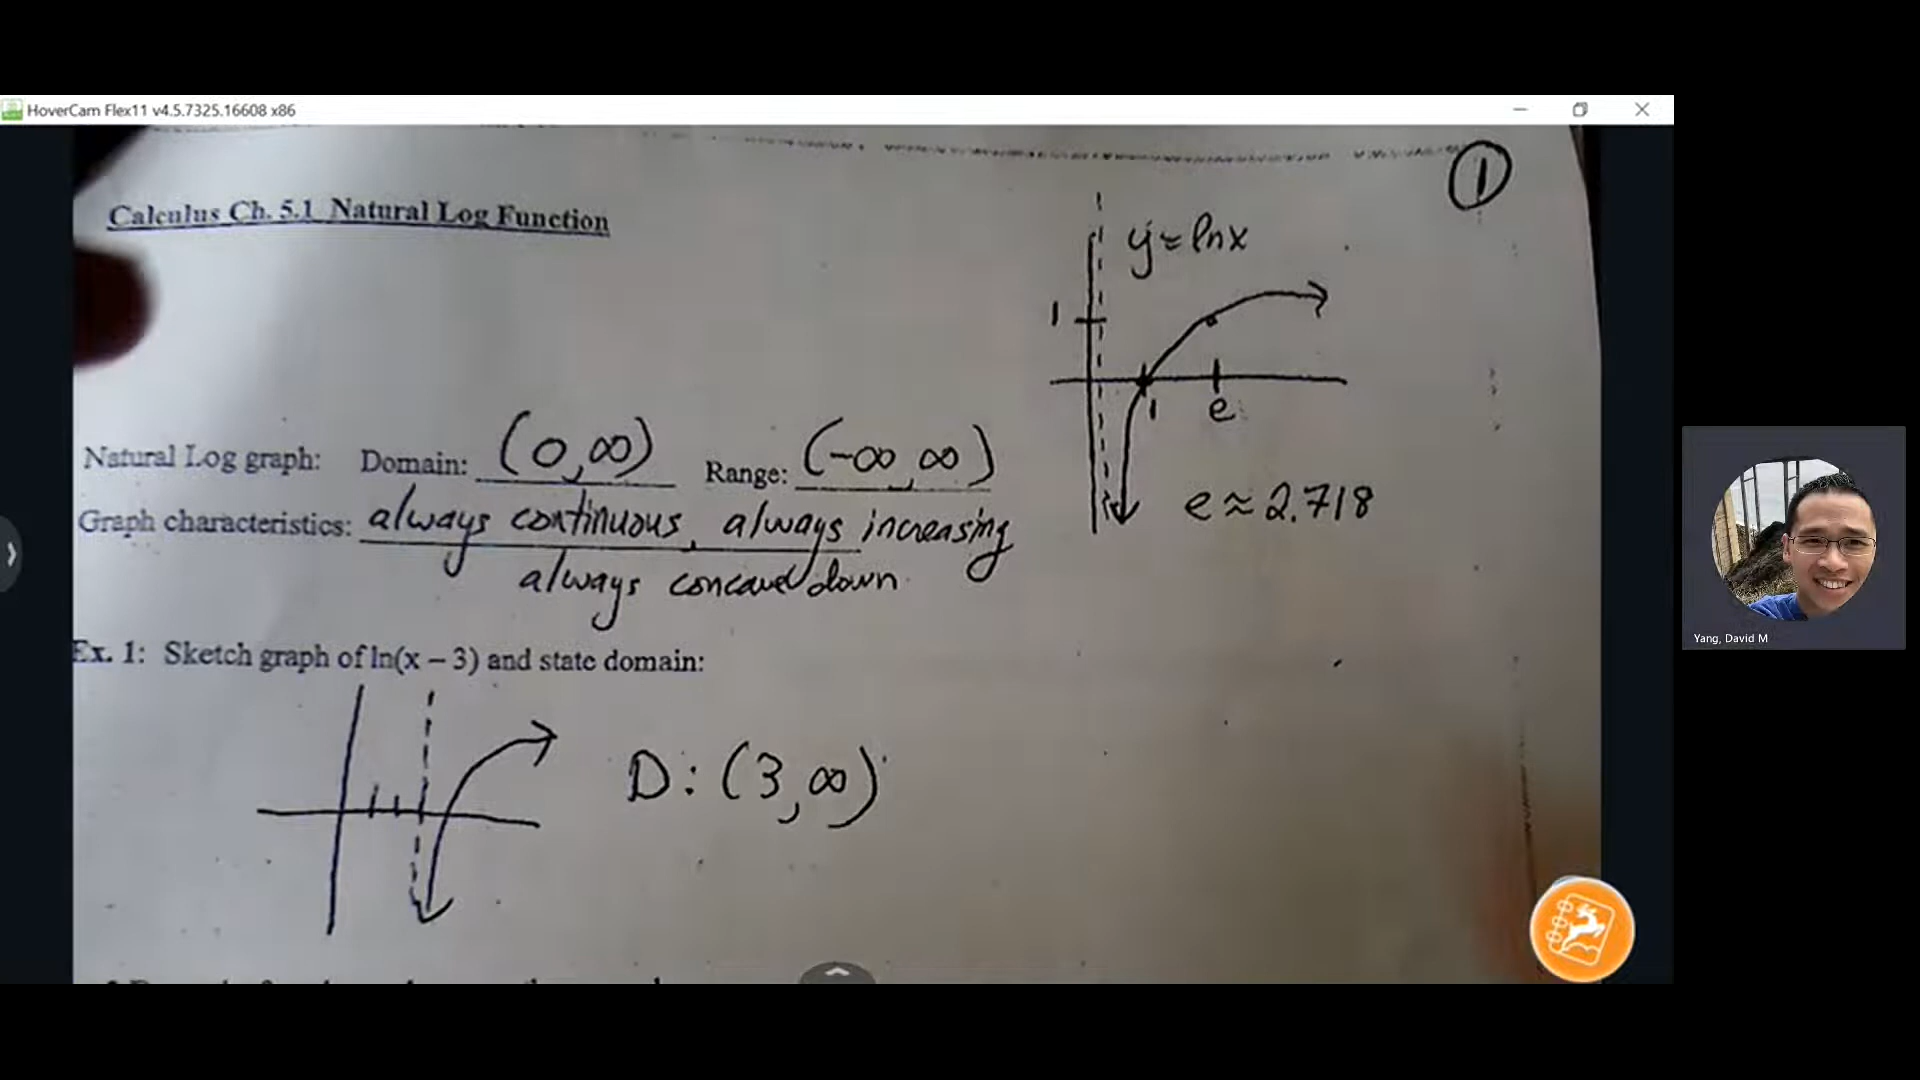 HoverCam Flex11 v4.5.7325.16608 x86
1
Calculus Ch. 5.1 Natural Log Function
y = ln x
1
1 e
e ≈ 2.718
Natural Log graph: Domain: (0, ∞) Range: (-∞, ∞)
Graph characteristics: always continuous, always increasing
always concave down
Ex. 1: Sketch graph of ln(x – 3) and state domain:
D: (3, ∞)
Yang, David M